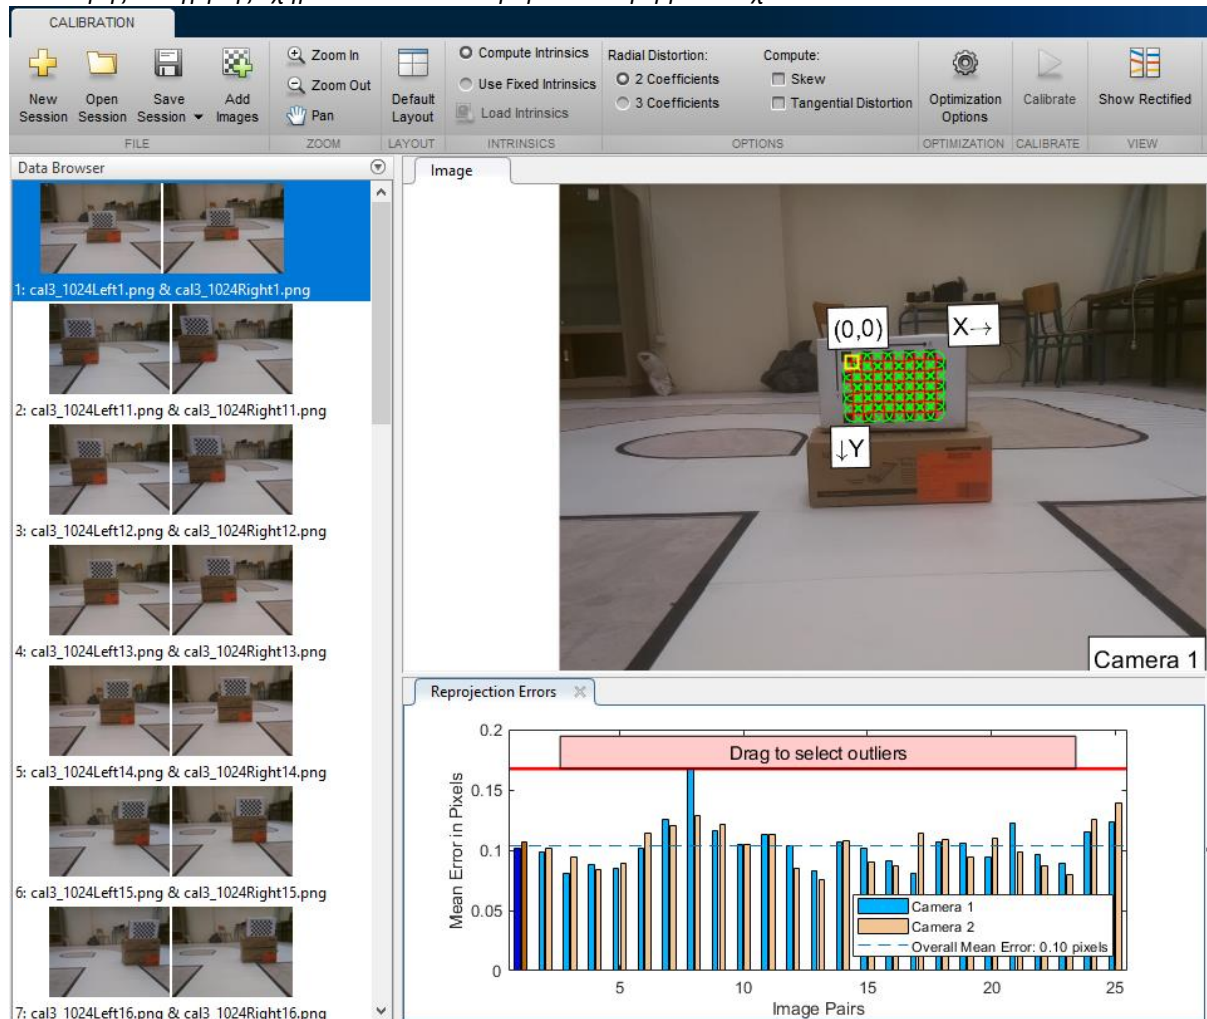 CALIBRATION
New Session
Open Session
Save Session
Add Images
Zoom In
Zoom Out
Pan
Default Layout
Compute Intrinsics
Use Fixed Intrinsics
Load Intrinsics
Radial Distortion:
2 Coefficients
3 Coefficients
Compute:
Skew
Tangential Distortion
Optimization Options
Calibrate
Show Rectified
FILE
ZOOM
LAYOUT
INTRINSICS
OPTIONS
OPTIMIZATION
CALIBRATE
VIEW
Data Browser
1: cal3_1024Left1.png & cal3_1024Right1.png
2: cal3_1024Left11.png & cal3_1024Right11.png
3: cal3_1024Left12.png & cal3_1024Right12.png
4: cal3_1024Left13.png & cal3_1024Right13.png
5: cal3_1024Left14.png & cal3_1024Right14.png
6: cal3_1024Left15.png & cal3_1024Right15.png
7: cal3_1024Left16.png & cal3_1024Right16.png
Image
(0,0)
X→
↓Y
Camera 1
Reprojection Errors
0.2
0.15
0.1
0.05
0
Mean Error in Pixels
Drag to select outliers
Camera 1
Camera 2
Overall Mean Error: 0.10 pixels
5
10
15
20
25
Image Pairs